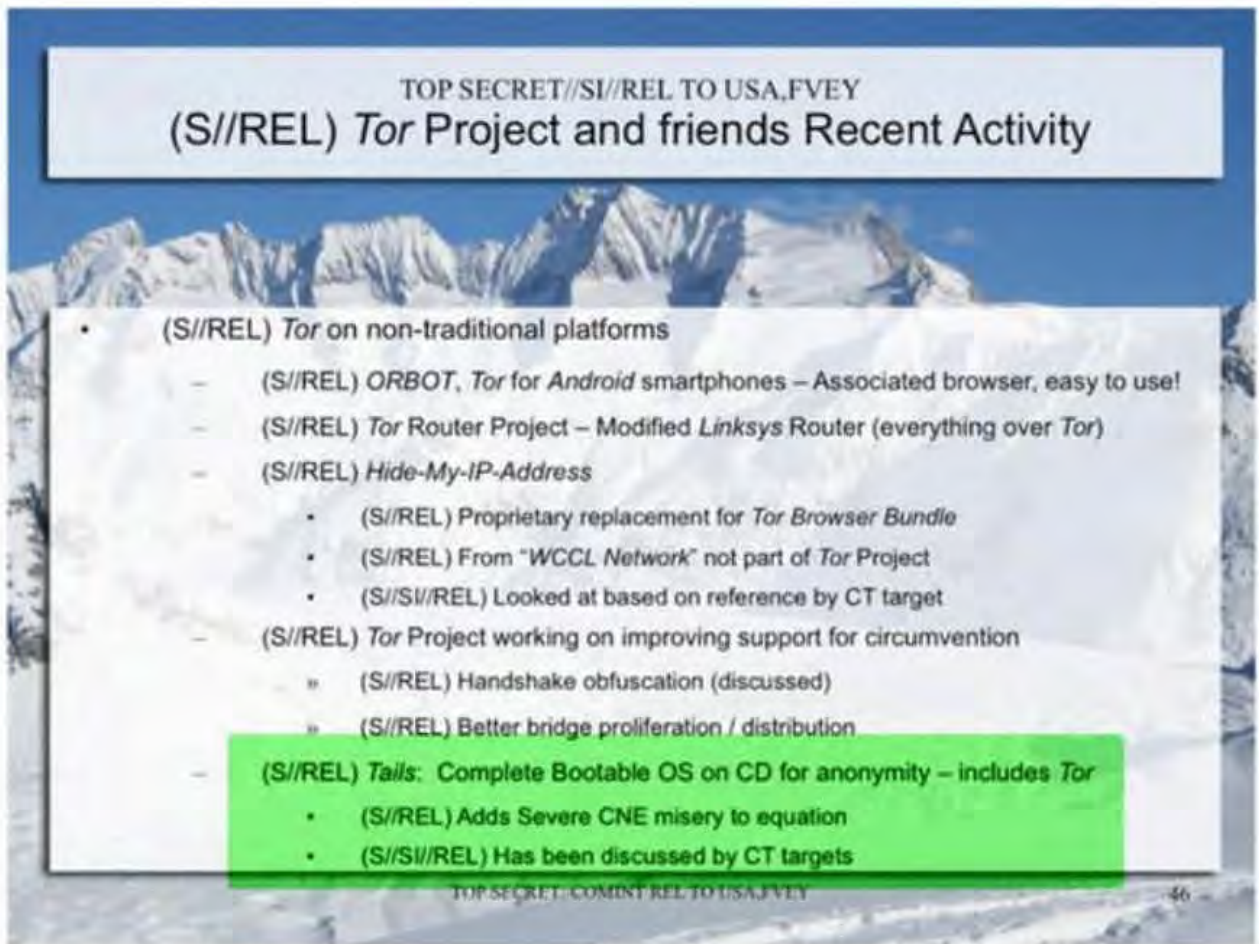 TOP SECRET//SI//REL TO USA,FVEY
(S//REL) Tor Project and friends Recent Activity
• (S//REL) Tor on non-traditional platforms
– (S//REL) ORBOT, Tor for Android smartphones – Associated browser, easy to use!
– (S//REL) Tor Router Project – Modified Linksys Router (everything over Tor)
– (S//REL) Hide-My-IP-Address
• (S//REL) Proprietary replacement for Tor Browser Bundle
• (S//REL) From "WCCL Network" not part of Tor Project
• (S//SI//REL) Looked at based on reference by CT target
– (S//REL) Tor Project working on improving support for circumvention
» (S//REL) Handshake obfuscation (discussed)
» (S//REL) Better bridge proliferation / distribution
– (S//REL) Tails: Complete Bootable OS on CD for anonymity – includes Tor
• (S//REL) Adds Severe CNE misery to equation
• (S//SI//REL) Has been discussed by CT targets
TOP SECRET//COMINT REL TO USA,FVEY
46